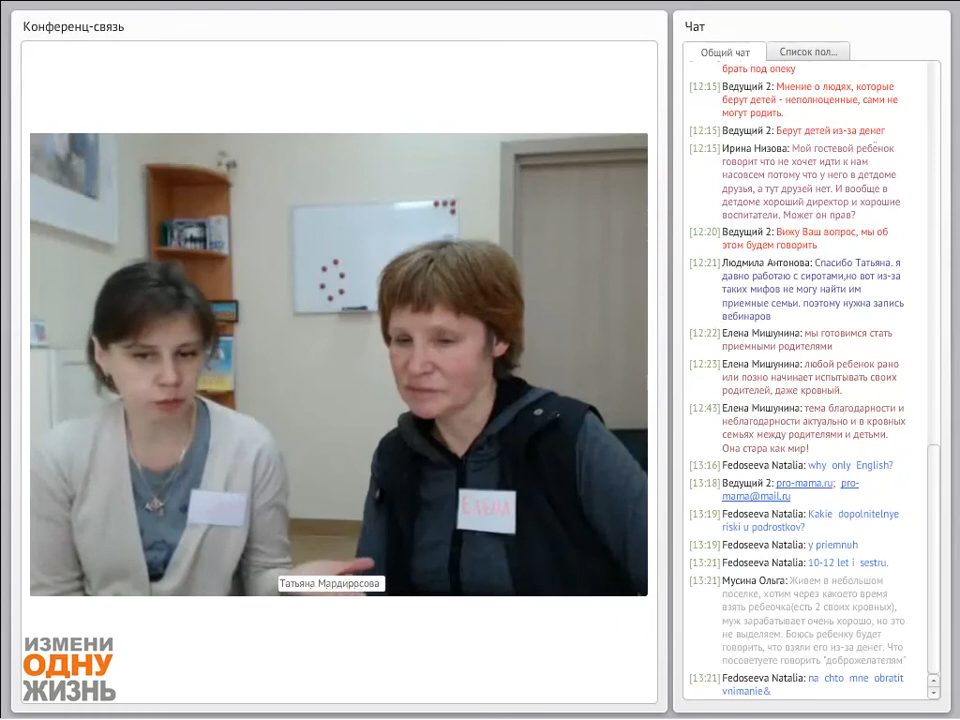 Конференц-связь
Татьяна Мардиросова
Елена
ИЗМЕНИ
ОДНУ
ЖИЗНЬ
Чат
Общий чат
Список пол...
брать под опеку
[12:15] Ведущий 2: Мнение о людях, которые
берут детей - неполноценные, сами не
могут родить.
[12:15] Ведущий 2: Берут детей из-за денег
[12:15] Ирина Низова: Мой гостевой ребёнок
говорит что не хочет идти к нам
насовсем потому что у него в детдоме
друзья, а тут друзей нет. И вообще в
детдоме хороший директор и хорошие
воспитатели. Может он прав?
[12:20] Ведущий 2: Вижу Ваш вопрос, мы об
этом будем говорить
[12:21] Людмила Антонова: Спасибо Татьяна. я
давно работаю с сиротами,но вот из-за
таких мифов не могу найти им
приемные семьи. поэтому нужна запись
вебинаров
[12:22] Елена Мишунина: мы готовимся стать
приемными родителями
[12:23] Елена Мишунина: любой ребенок рано
или позно начинает испытывать своих
родителей, даже кровный.
[12:43] Елена Мишунина: тема благодарности и
неблагодарности актуально и в кровных
семьях между родителями и детьми.
Она стара как мир!
[13:16] Fedoseeva Natalia: why only English?
[13:18] Ведущий 2: pro-mama.ru; pro-
mama@mail.ru
[13:19] Fedoseeva Natalia: Kakie dopolnitelnye
riski u podrostkov?
[13:19] Fedoseeva Natalia: y priemnuh
[13:21] Fedoseeva Natalia: 10-12 let i sestru.
[13:21] Мусина Ольга: Живем в небольшом
поселке, хотим через какоето время
взять ребеочка(есть 2 своих кровных),
муж зарабатывает очень хорошо, но это
не выделяем. Боюсь ребенку будет
говорить, что взяли его из-за денег. Что
посоветуете говорить "доброжелателям"
[13:21] Fedoseeva Natalia: na chto mne obratit
vnimanie&